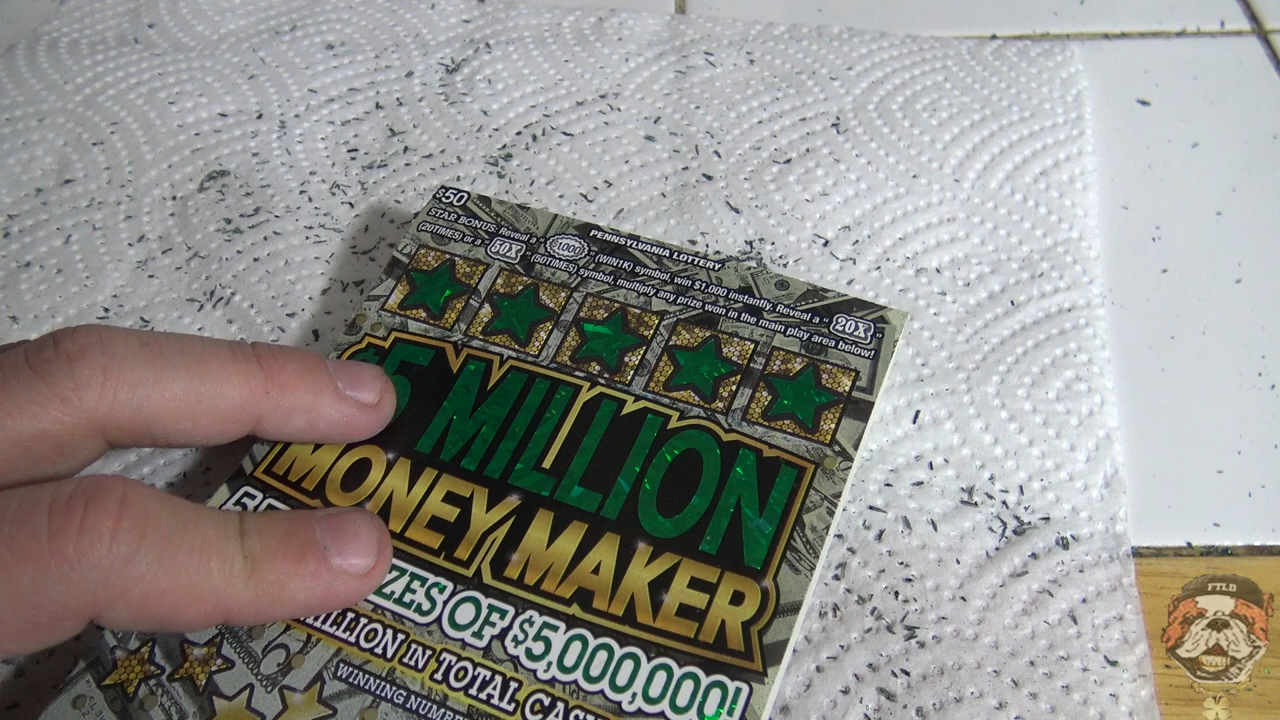 $50
PENNSYLVANIA LOTTERY
STAR BONUS: Reveal a "$1000" (WIN1K) symbol, win $1,000 instantly. Reveal a "20X"
(20TIMES) or a "50X" (50TIMES) symbol, multiply any prize won in the main play area below!
$5 MILLION
MONEY MAKER
ZES OF $5,000,000!
MILLION IN TOTAL CAS
WINNING NUMBE
FTLD